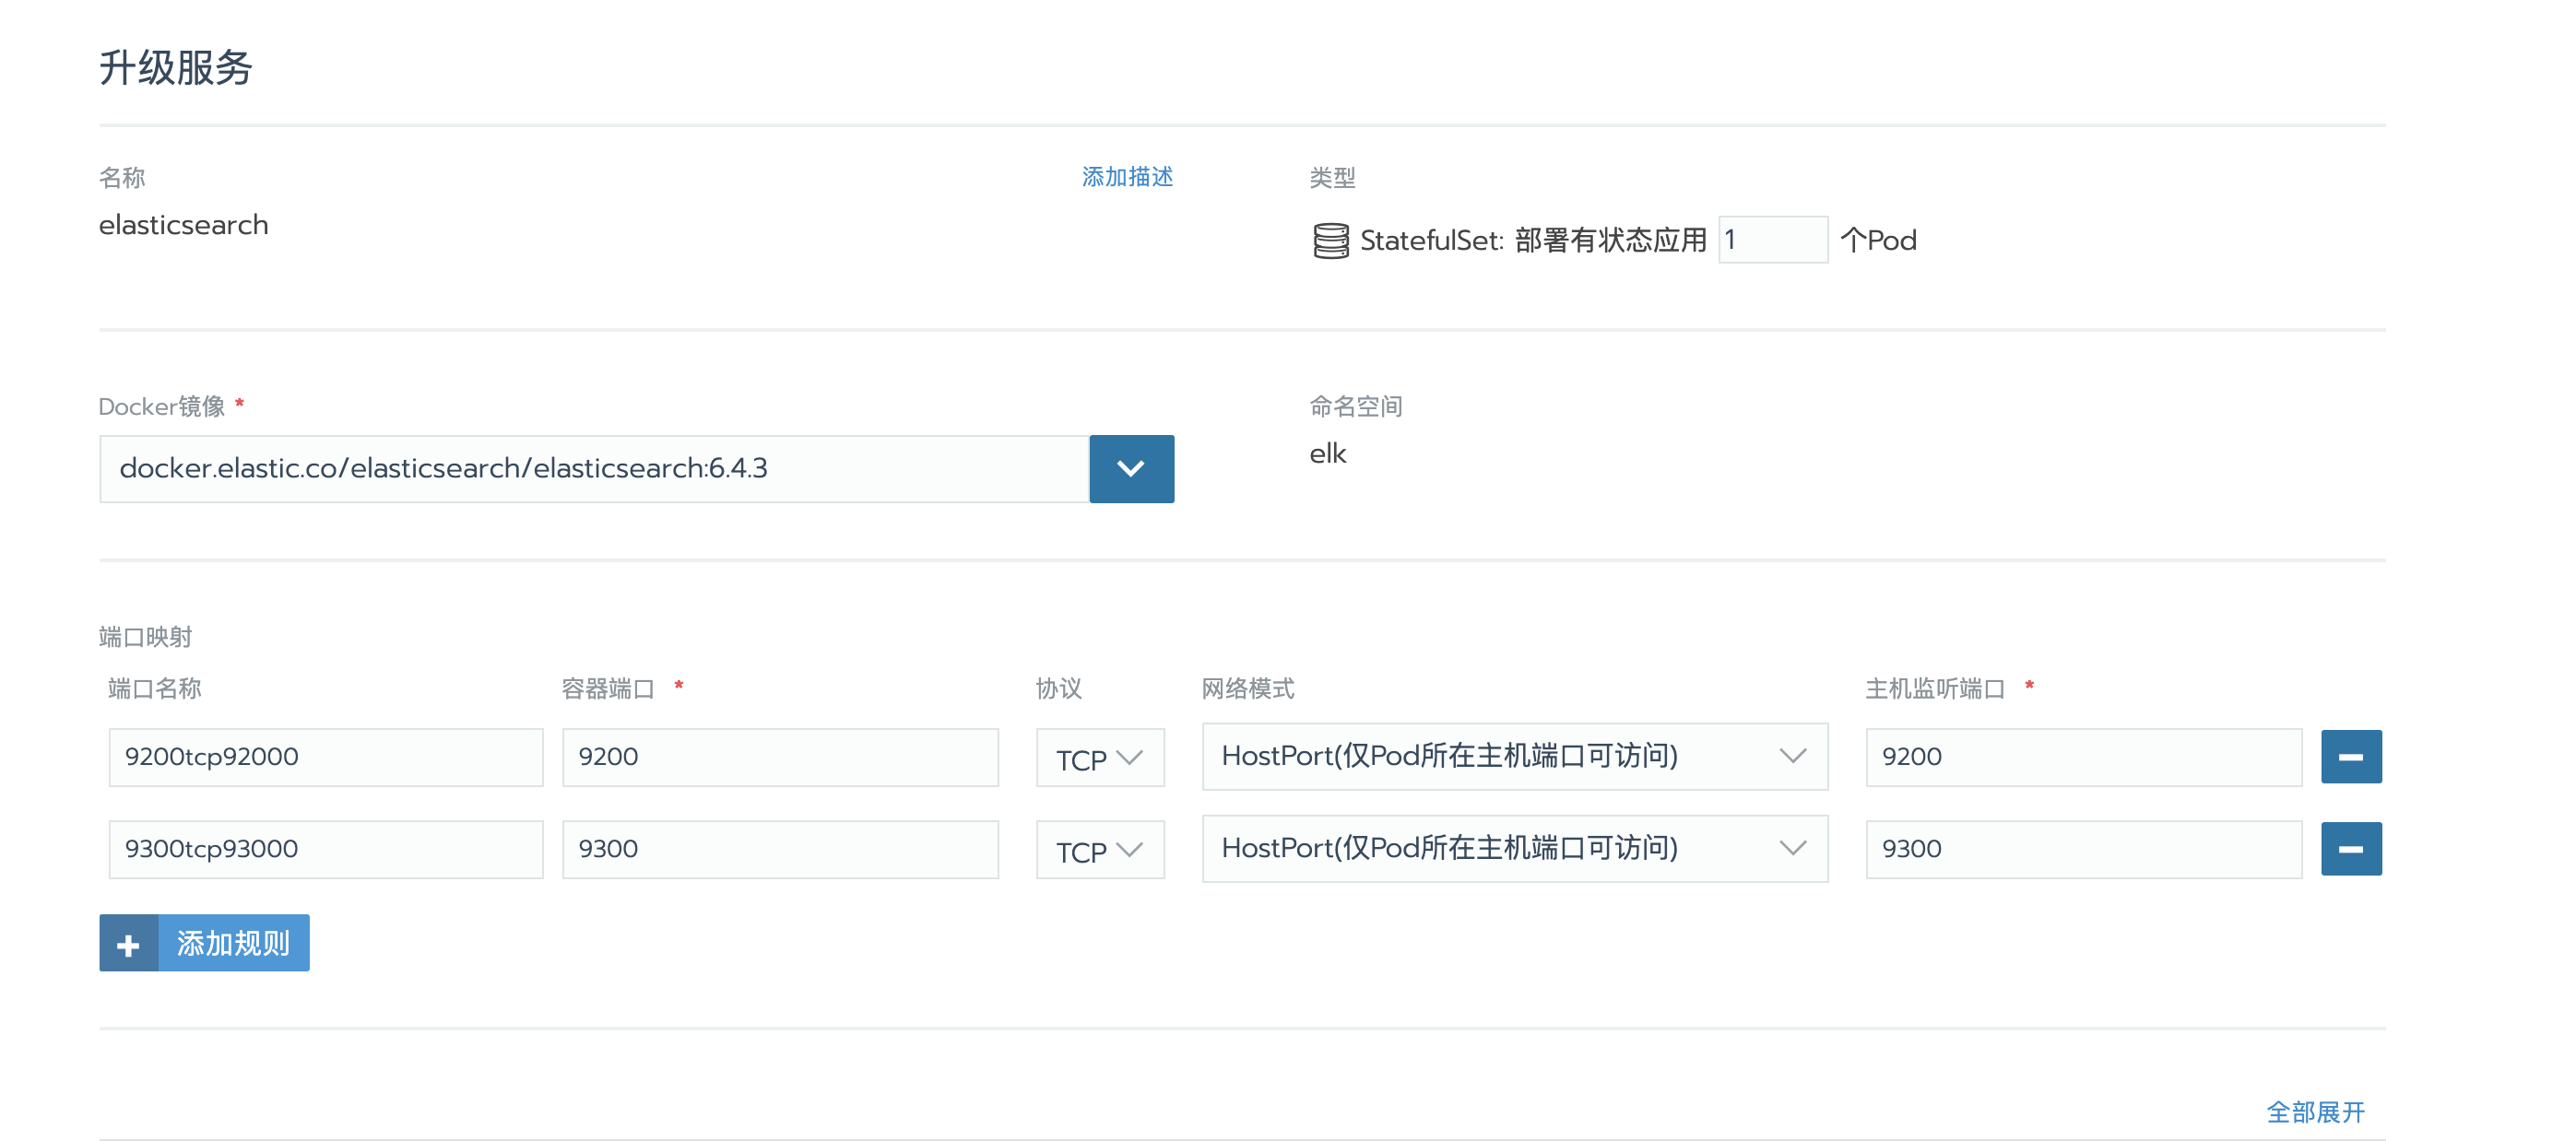 升级服务
名称 添加描述 类型
elasticsearch
StatefulSet: 部署有状态应用 1 个Pod
Docker镜像 * 命名空间
docker.elastic.co/elasticsearch/elasticsearch:6.4.3
elk
端口映射
端口名称 容器端口 * 协议 网络模式 主机监听端口 *
9200tcp92000 9200 TCP HostPort(仅Pod所在主机端口可访问) 9200
9300tcp93000 9300 TCP HostPort(仅Pod所在主机端口可访问) 9300
添加规则
全部展开